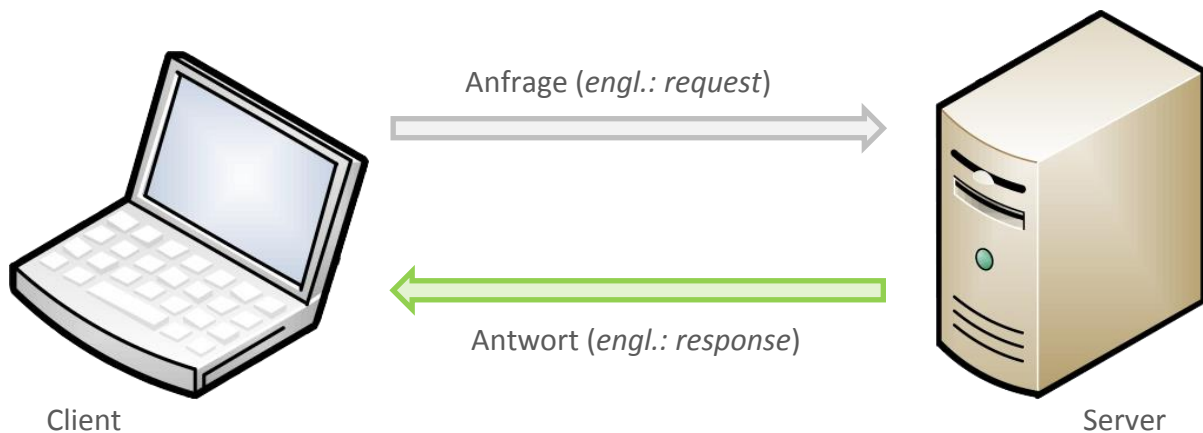 Anfrage (engl.: request)
Antwort (engl.: response)
Client
Server